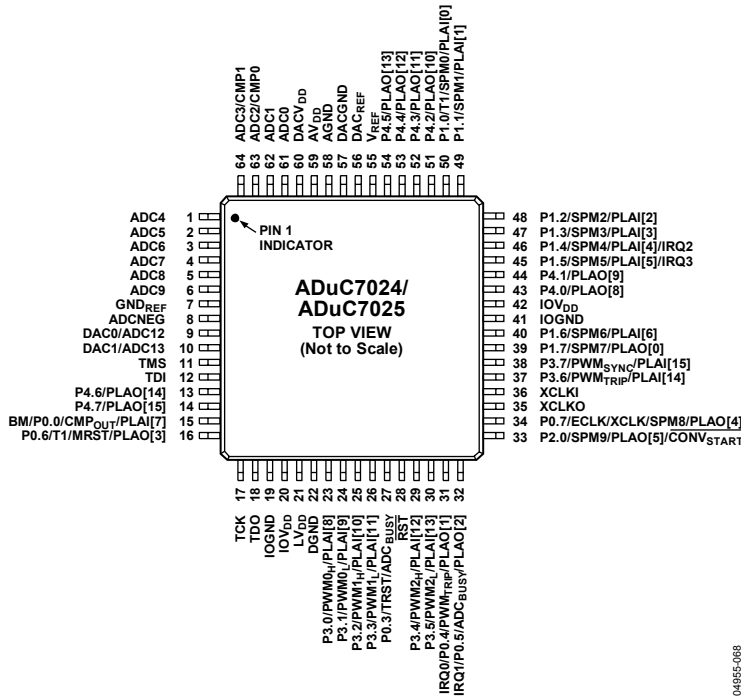 64 ADC3/CMP1
63 ADC2/CMP0
62 ADC1
61 ADC0
60 DACVDD
59 AVDD
58 AGND
57 DACGND
56 DACREF
55 VREF
54 P4.5/PLAO[13]
53 P4.4/PLAO[12]
52 P4.3/PLAO[11]
51 P4.2/PLAO[10]
50 P1.0/T1/SPM0/PLAI[0]
49 P1.1/SPM1/PLAI[1]
ADC4 1
ADC5 2
ADC6 3
ADC7 4
ADC8 5
ADC9 6
GNDREF 7
ADCNEG 8
DAC0/ADC12 9
DAC1/ADC13 10
TMS 11
TDI 12
P4.6/PLAO[14] 13
P4.7/PLAO[15] 14
BM/P0.0/CMPOUT/PLAI[7] 15
P0.6/T1/MRST/PLAO[3] 16
PIN 1
INDICATOR
ADuC7024/
ADuC7025
TOP VIEW
(Not to Scale)
48 P1.2/SPM2/PLAI[2]
47 P1.3/SPM3/PLAI[3]
46 P1.4/SPM4/PLAI[4]/IRQ2
45 P1.5/SPM5/PLAI[5]/IRQ3
44 P4.1/PLAO[9]
43 P4.0/PLAO[8]
42 IOVDD
41 IOGND
40 P1.6/SPM6/PLAI[6]
39 P1.7/SPM7/PLAO[0]
38 P3.7/PWMSYNC/PLAI[15]
37 P3.6/PWMTRIP/PLAI[14]
36 XCLKI
35 XCLKO
34 P0.7/ECLK/XCLK/SPM8/PLAO[4]
33 P2.0/SPM9/PLAO[5]/CONVSTART
TCK 17
TDO 18
IOGND 19
IOVDD 20
LVDD 21
DGND 22
P3.0/PWM0H/PLAI[8] 23
P3.1/PWM0L/PLAI[9] 24
P3.2/PWM1H/PLAI[10] 25
P3.3/PWM1L/PLAI[11] 26
P0.3/TRST/ADCBUSY 27
RST 28
P3.4/PWM2H/PLAI[12] 29
P3.5/PWM2L/PLAI[13] 30
IRQ0/P0.4/PWMTRIP/PLAO[1] 31
IRQ1/P0.5/ADCBUSY/PLAO[2] 32
04955-068